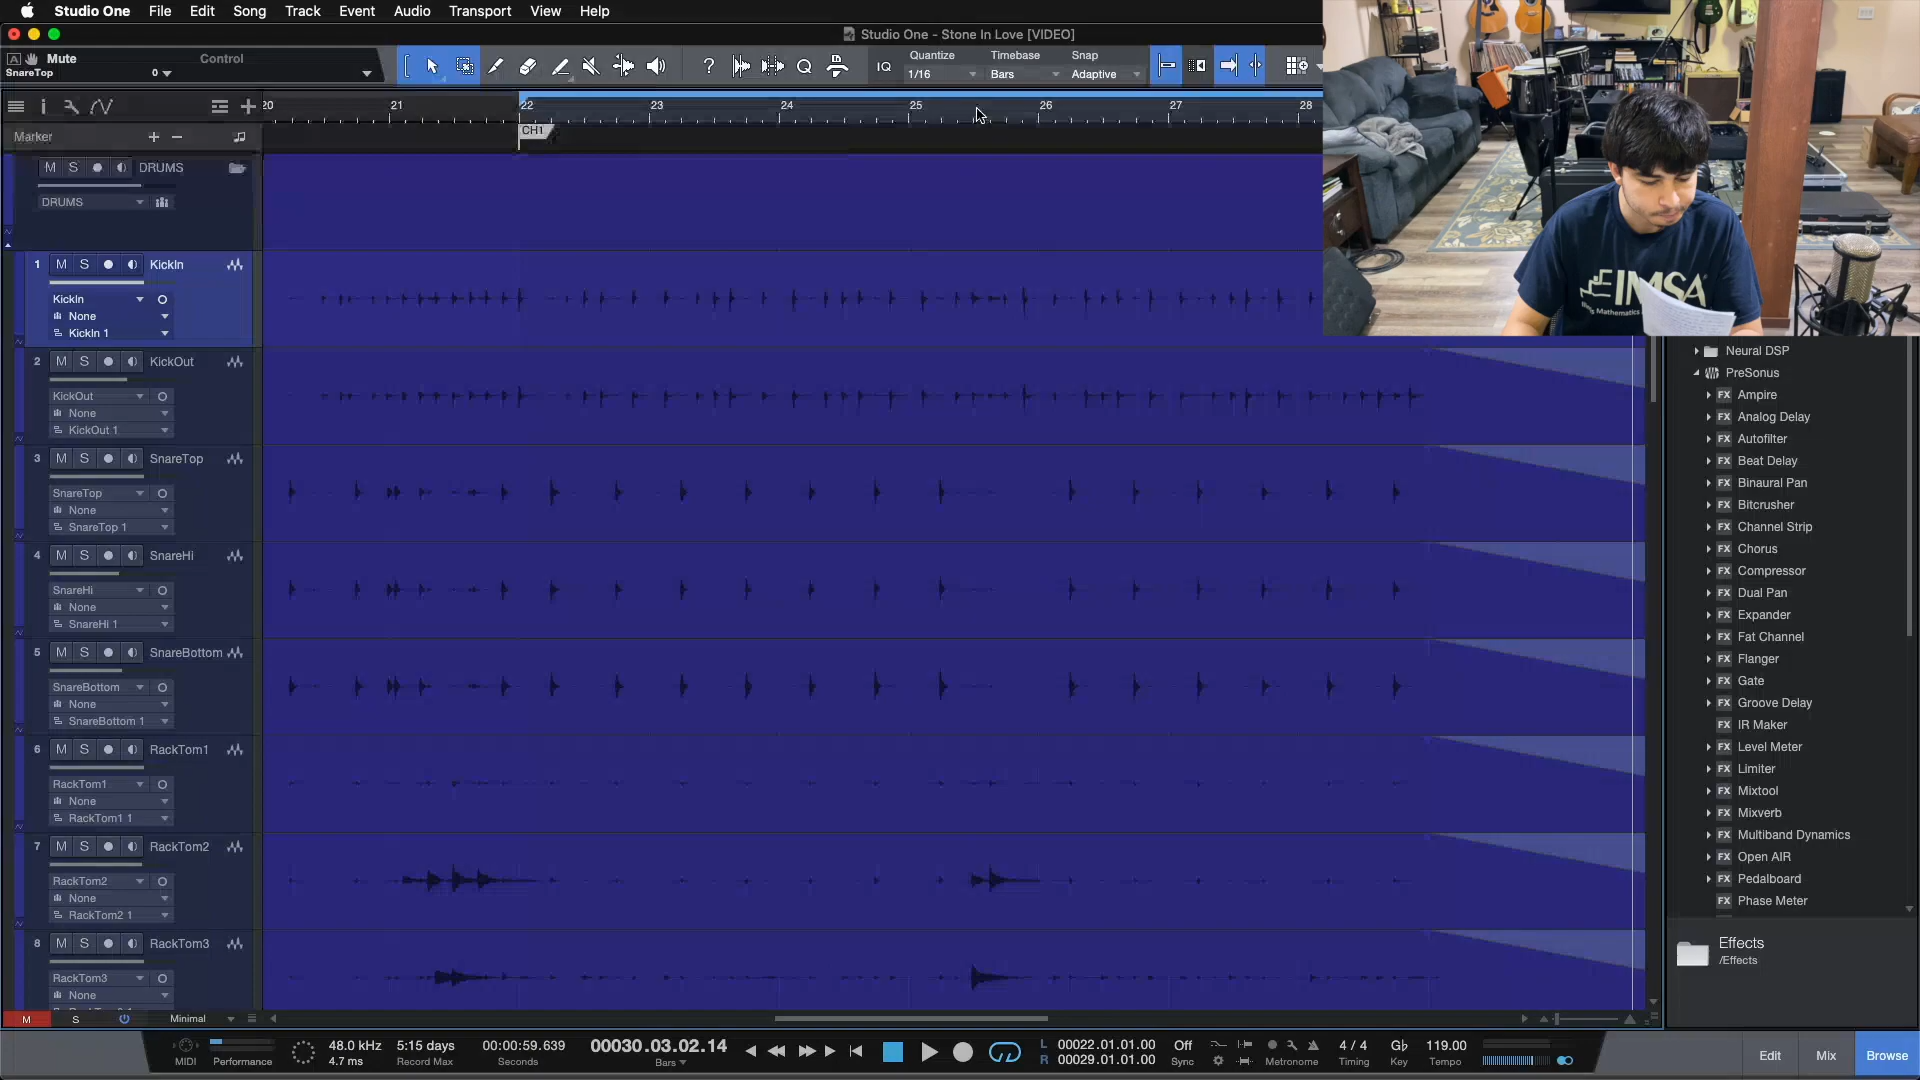 Studio One File Edit Song Track Event Audio Transport View Help
Studio One - Stone In Love [VIDEO]
Mute Control
SnareTop 0
Quantize Timebase Snap
IQ 1/16 Bars Adaptive
20 21 22 23 24 25 26 27 28
Marker CH1
M S DRUMS
DRUMS
1 M S KickIn
KickIn
None
KickIn 1
2 M S KickOut
KickOut
None
KickOut 1
3 M S SnareTop
SnareTop
None
SnareTop 1
4 M S SnareHi
SnareHi
None
SnareHi 1
5 M S SnareBottom
SnareBottom
None
SnareBottom 1
6 M S RackTom1
RackTom1
None
RackTom1 1
7 M S RackTom2
RackTom2
None
RackTom2 1
8 M S RackTom3
RackTom3
None
M S Minimal
IMSA
Mathematics
Neural DSP
PreSonus
FX Ampire
FX Analog Delay
FX Autofilter
FX Beat Delay
FX Binaural Pan
FX Bitcrusher
FX Channel Strip
FX Chorus
FX Compressor
FX Dual Pan
FX Expander
FX Fat Channel
FX Flanger
FX Gate
FX Groove Delay
FX IR Maker
FX Level Meter
FX Limiter
FX Mixtool
FX Mixverb
FX Multiband Dynamics
FX Open AIR
FX Pedalboard
FX Phase Meter
Effects
/Effects
MIDI Performance
48.0 kHz
4.7 ms
5:15 days
Record Max
00:00:59.639
Seconds
00030.03.02.14
Bars
L 00022.01.01.00
R 00029.01.01.00
Off
Sync
Metronome
4 / 4
Timing
G♭
Key
119.00
Tempo
Edit Mix Browse